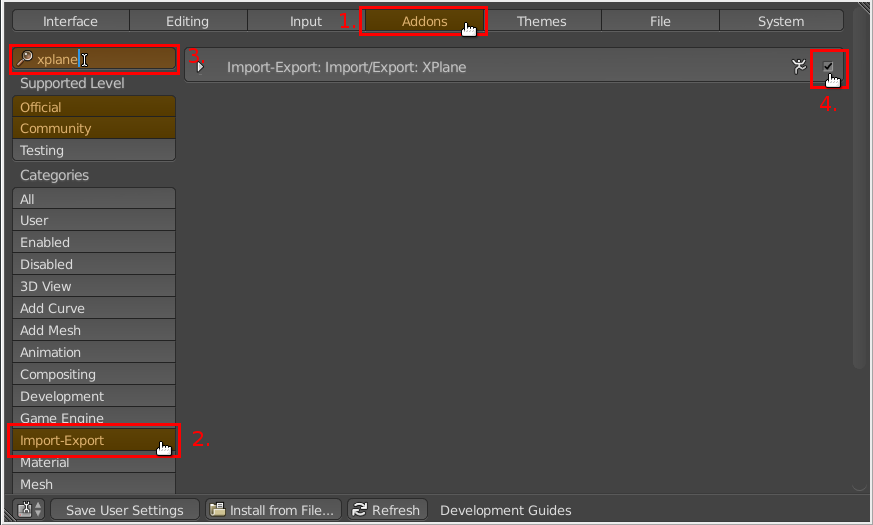 Interface Editing Input 1. Addons Themes File System
xplane 3. Import-Export: Import/Export: XPlane
4.
Supported Level
Official
Community
Testing
Categories
All
User
Enabled
Disabled
3D View
Add Curve
Add Mesh
Animation
Compositing
Development
Game Engine
Import-Export 2.
Material
Mesh
Save User Settings Install from File... Refresh Development Guides